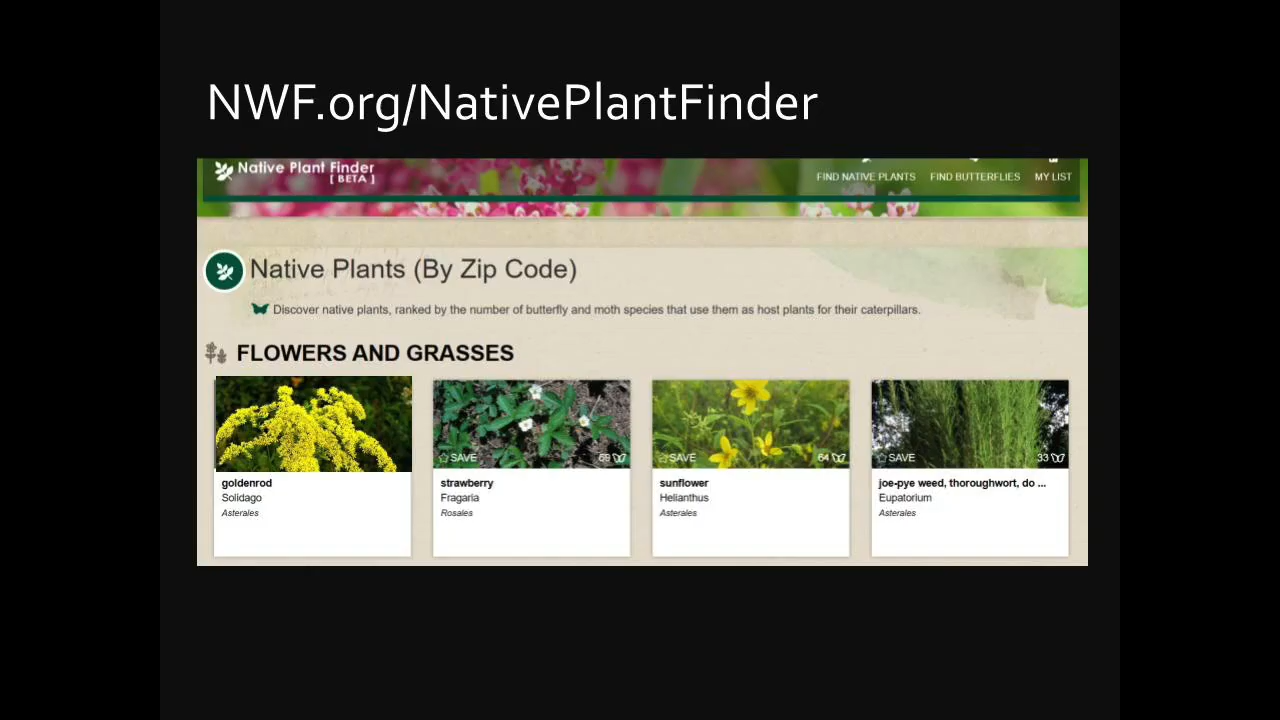 NWF.org/NativePlantFinder
Native Plant Finder
[ BETA ]
FIND NATIVE PLANTS FIND BUTTERFLIES MY LIST
Native Plants (By Zip Code)
Discover native plants, ranked by the number of butterfly and moth species that use them as host plants for their caterpillars.
FLOWERS AND GRASSES
SAVE 69 SAVE 64 SAVE 33
goldenrod strawberry sunflower joe-pye weed, thoroughwort, do ...
Solidago Fragaria Helianthus Eupatorium
Asterales Rosales Asterales Asterales